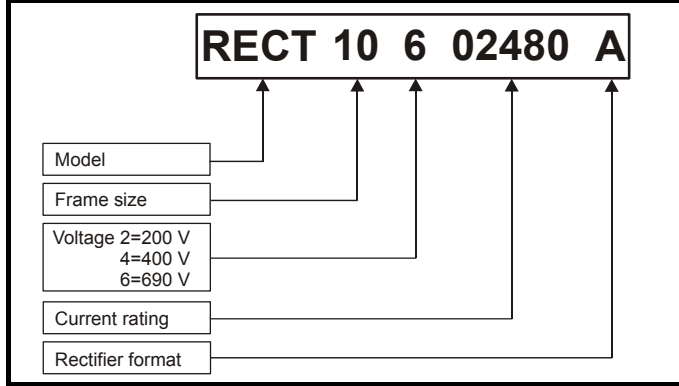 RECT 10 6 02480 A
Model
Frame size
Voltage 2=200 V
4=400 V
6=690 V
Current rating
Rectifier format